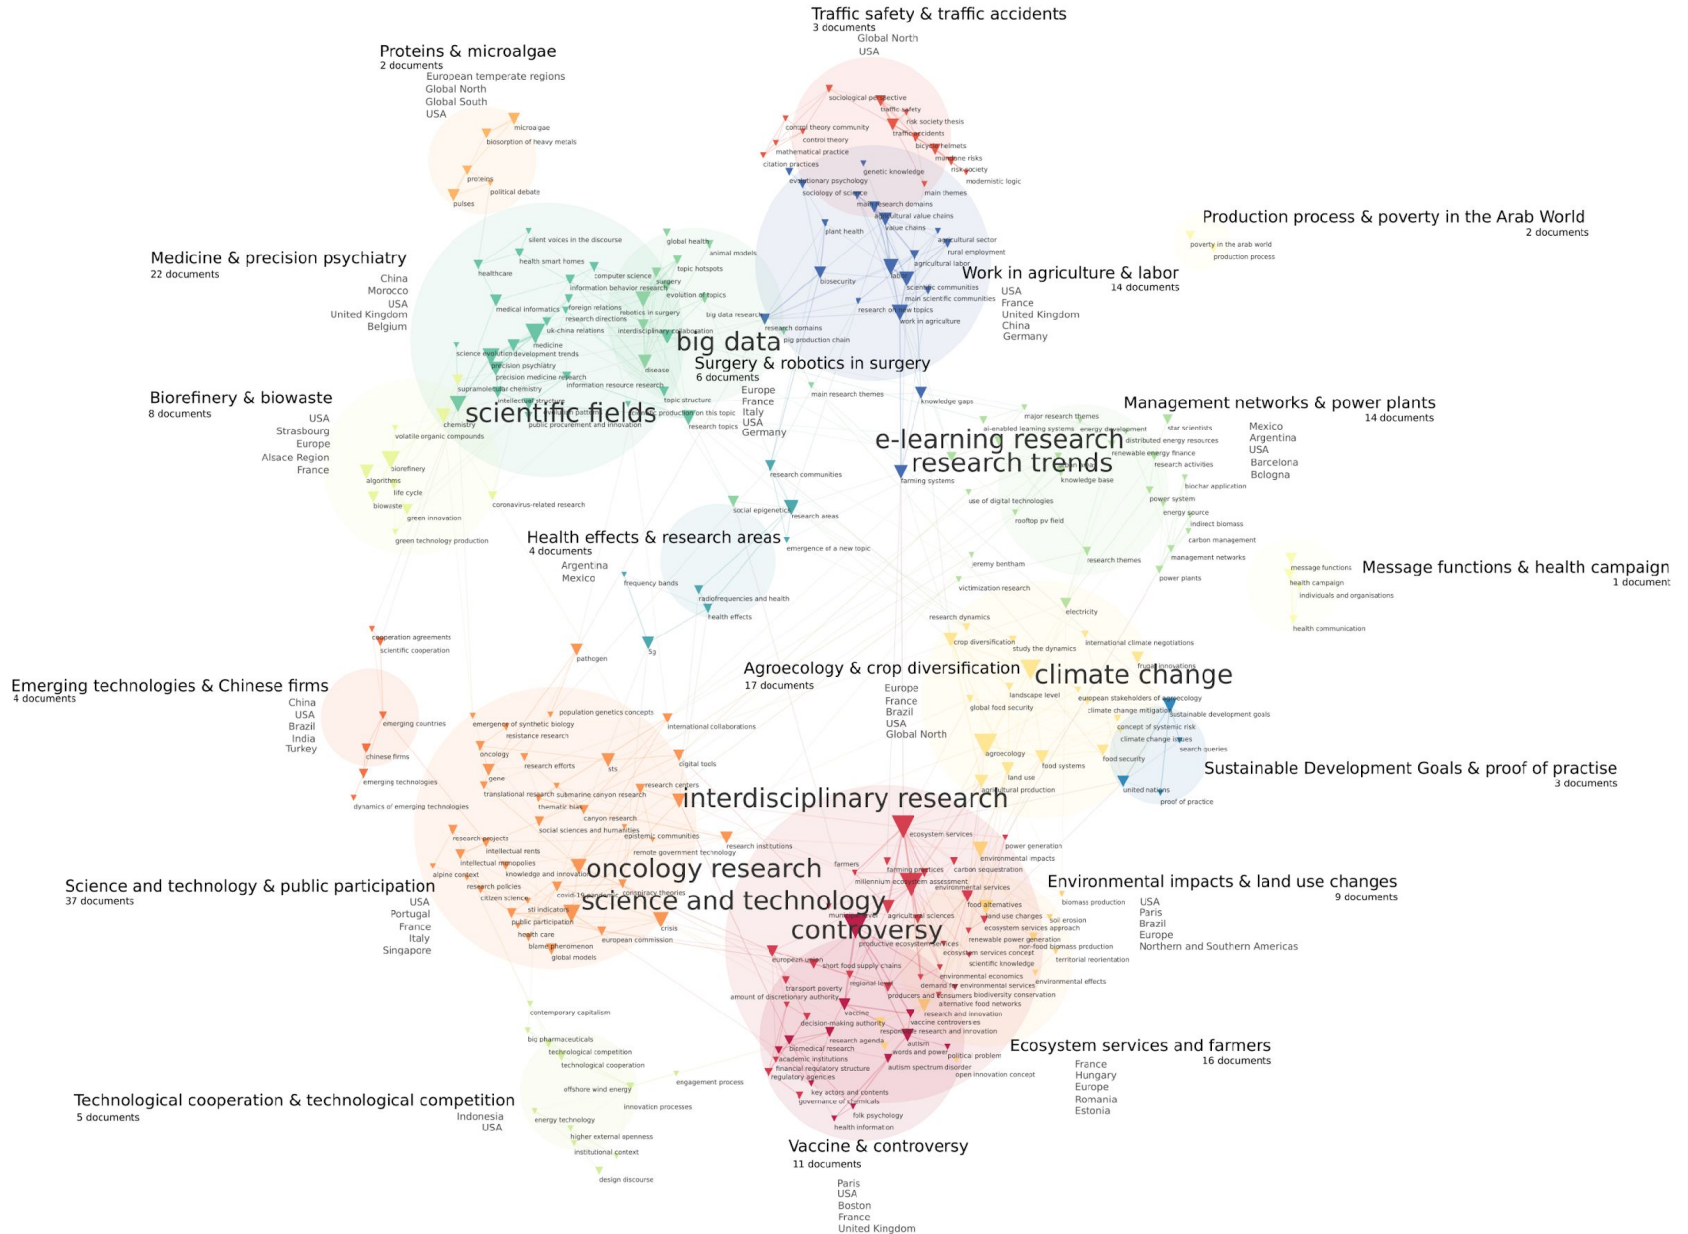 Traffic safety & traffic accidents
3 documents
Global North
USA
Proteins & microalgae
2 documents
European temperate regions
Global North
Global South
USA
microalgae
biosorption of heavy metals
proteins
political debate
pulses
sociological perspective
traffic safety
risk society thesis
control theory community
traffic accidents
control theory
bicycle helmets
mathematical practice
mundane risks
citation practices
risk society
modernistic logic
genetic knowledge
evolutionary psychology
sociology of science
main themes
main research domains
agricultural value chains
value chains
plant health
agricultural sector
rural employment
agricultural labor
labor
biosecurity
scientific communities
main scientific communities
research on new topics
work in agriculture
Production process & poverty in the Arab World
2 documents
poverty in the arab world
production process
Work in agriculture & labor
14 documents
USA
France
United Kingdom
China
Germany
Medicine & precision psychiatry
22 documents
China
Morocco
USA
United Kingdom
Belgium
silent voices in the discourse
global health
animal models
health smart homes
healthcare
computer science
topic hotspots
surgery
information behavior research
evolution of topics
medical informatics
foreign relations
robotics in surgery
big data research
research directions
uk-china relations
interdisciplinary collaboration
research domains
pig production chain
medicine
big data
science evolution
development trends
precision psychiatry
disease
Surgery & robotics in surgery
6 documents
Europe
France
Italy
USA
Germany
precision medicine research
supramolecular chemistry
information resource research
intellectual structure
topic structure
scientific fields
public procurement and innovation
research topics
main research themes
knowledge gaps
Biorefinery & biowaste
8 documents
USA
Strasbourg
Europe
Alsace Region
France
chemistry
volatile organic compounds
biorefinery
algorithms
life cycle
biowaste
green innovation
coronavirus-related research
green technology production
Management networks & power plants
14 documents
Mexico
Argentina
USA
Barcelona
Bologna
major research themes
ai-enabled learning systems
energy development
star scientists
e-learning research
distributed energy resources
renewable energy finance
research trends
research activities
knowledge base
farming systems
biochar application
use of digital technologies
power system
energy source
rooftop pv field
indirect biomass
carbon management
research themes
management networks
power plants
jeremy bentham
victimization research
electricity
research communities
social epigenetics
research areas
emergence of a new topic
Health effects & research areas
4 documents
Argentina
Mexico
frequency bands
radiofrequencies and health
health effects
5g
pathogen
Message functions & health campaign
1 document
message functions
health campaign
individuals and organisations
health communication
cooperation agreements
scientific cooperation
Emerging technologies & Chinese firms
4 documents
China
USA
Brazil
India
Turkey
emerging countries
chinese firms
emerging technologies
dynamics of emerging technologies
research dynamics
crop diversification
study the dynamics
international climate negotiations
frugal innovations
Agroecology & crop diversification
17 documents
Europe
France
Brazil
USA
Global North
climate change
landscape level
european stakeholders of agroecology
global food security
climate change mitigation
sustainable development goals
concept of systemic risk
climate change issues
search queries
agroecology
food systems
food security
land use
agricultural production
united nations
proof of practice
Sustainable Development Goals & proof of practise
3 documents
population genetics concepts
emergence of synthetic biology
international collaborations
resistance research
oncology
research efforts
sts
digital tools
gene
translational research
submarine canyon research
research centers
thematic bias
canyon research
interdisciplinary research
social sciences and humanities
epistemic communities
research projects
research institutions
intellectual rents
remote government technology
intellectual monopolies
alpine context
knowledge and innovation
oncology research
research policies
citizen science
covid-19 pandemic
conspiracy theories
science and technology
sti indicators
public participation
crisis
health care
european commission
blame phenomenon
global models
Science and technology & public participation
37 documents
USA
Portugal
France
Italy
Singapore
ecosystem services
power generation
environmental impacts
farmers
farming practices
carbon sequestration
millennium ecosystem assessment
environmental services
food alternatives
municipal level
agricultural sciences
land use changes
controversy
ecosystem services approach
biomass production
soil erosion
renewable power generation
productive ecosystem services
non-food biomass production
ecosystem services concept
territorial reorientation
european union
scientific knowledge
short food supply chains
environmental economics
environmental effects
regional level
transport poverty
demand for environmental services
amount of discretionary authority
producers and consumers
biodiversity conservation
alternative food networks
vaccine
research and innovation
decision-making authority
vaccine controversies
responsible research and innovation
research agenda
autism
biomedical research
words and power
political problem
academic institutions
autism spectrum disorder
financial regulatory structure
open innovation concept
regulatory agencies
key actors and contents
governance of chemicals
folk psychology
health information
Environmental impacts & land use changes
9 documents
USA
Paris
Brazil
Europe
Northern and Southern Americas
Ecosystem services and farmers
16 documents
France
Hungary
Europe
Romania
Estonia
contemporary capitalism
big pharmaceuticals
technological competition
technological cooperation
offshore wind energy
engagement process
innovation processes
energy technology
higher external openness
institutional context
design discourse
Technological cooperation & technological competition
5 documents
Indonesia
USA
Vaccine & controversy
11 documents
Paris
USA
Boston
France
United Kingdom